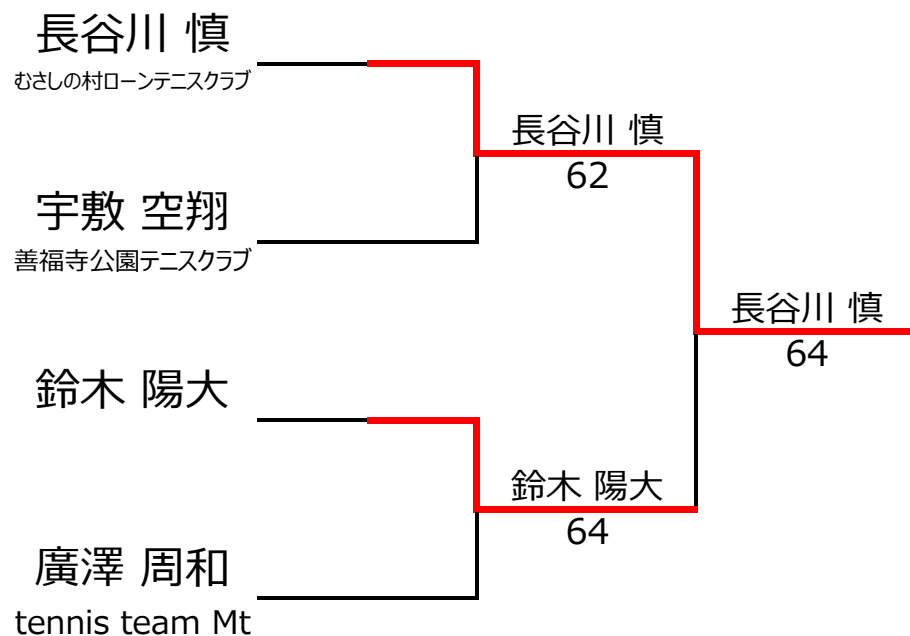 長谷川 慎
むさしの村ローンテニスクラブ
長谷川 慎
62
宇敷 空翔
善福寺公園テニスクラブ
長谷川 慎
64
鈴木 陽大
鈴木 陽大
64
廣澤 周和
tennis team Mt